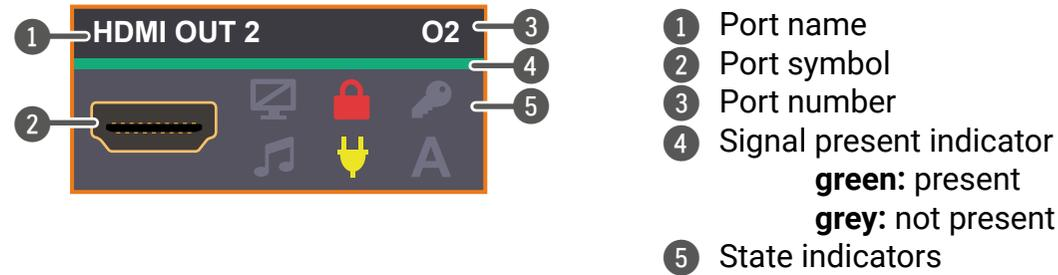 HDMI OUT 2 O2
1
2
3
4
5
A
1 Port name
2 Port symbol
3 Port number
4 Signal present indicator
green: present
grey: not present
5 State indicators